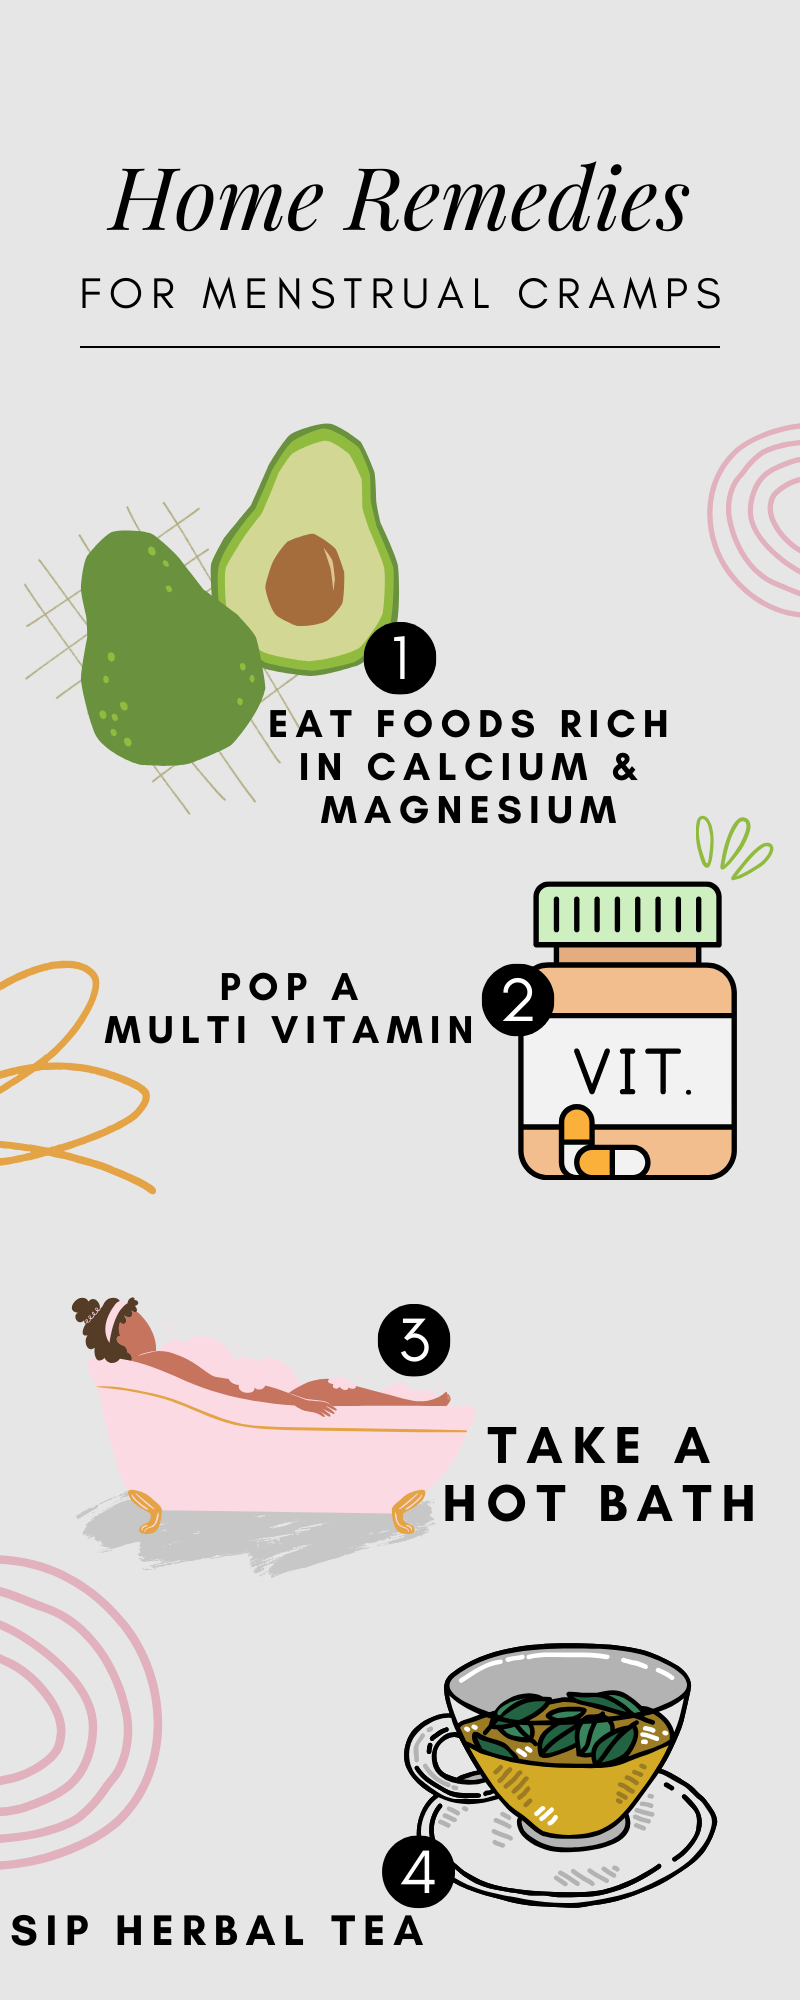 Home Remedies
FOR MENSTRUAL CRAMPS
1
EAT FOODS RICH
IN CALCIUM &
MAGNESIUM
POP A
MULTI VITAMIN
2
VIT.
3
TAKE A
HOT BATH
4
SIP HERBAL TEA